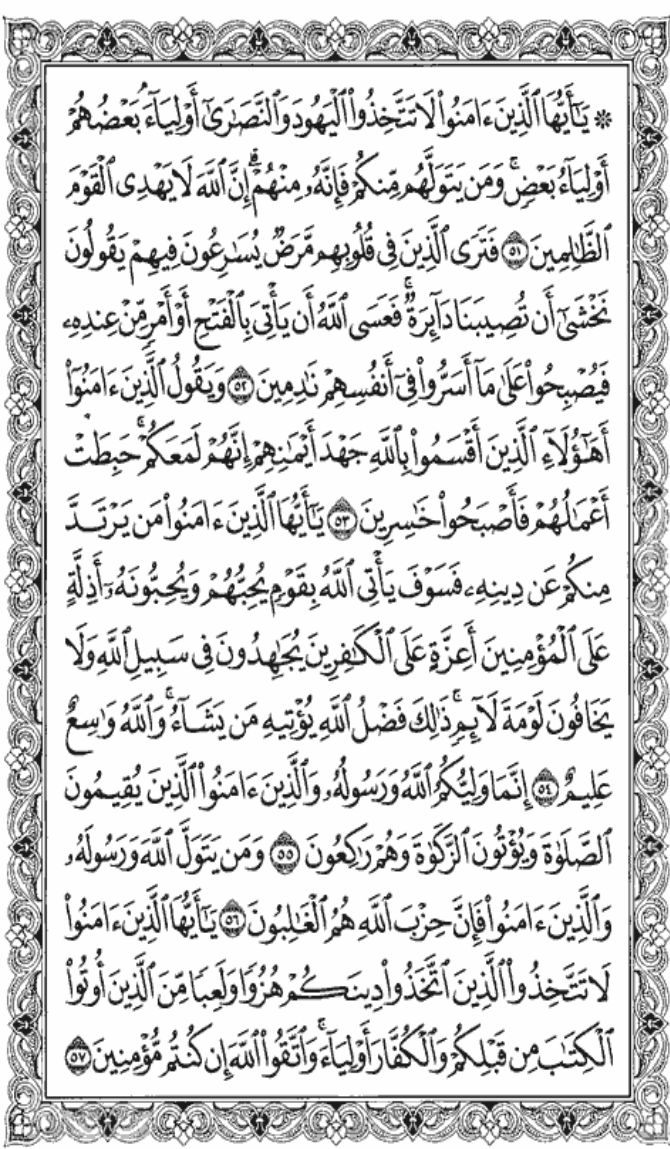 ۞ يَٰٓأَيُّهَا ٱلَّذِينَ ءَامَنُوا۟ لَا تَتَّخِذُوا۟ ٱلْيَهُودَ وَٱلنَّصَٰرَىٰٓ أَوْلِيَآءَ ۘ بَعْضُهُمْ
أَوْلِيَآءُ بَعْضٍ ۚ وَمَن يَتَوَلَّهُم مِّنكُمْ فَإِنَّهُۥ مِنْهُمْ ۗ إِنَّ ٱللَّهَ لَا يَهْدِى ٱلْقَوْمَ
ٱلظَّٰلِمِينَ ٥١ فَتَرَى ٱلَّذِينَ فِى قُلُوبِهِم مَّرَضٌ يُسَٰرِعُونَ فِيهِمْ يَقُولُونَ
نَخْشَىٰٓ أَن تُصِيبَنَا دَآئِرَةٌ ۚ فَعَسَى ٱللَّهُ أَن يَأْتِىَ بِٱلْفَتْحِ أَوْ أَمْرٍ مِّنْ عِندِهِۦ
فَيُصْبِحُوا۟ عَلَىٰ مَآ أَسَرُّوا۟ فِىٓ أَنفُسِهِمْ نَٰدِمِينَ ٥٢ وَيَقُولُ ٱلَّذِينَ ءَامَنُوٓا۟
أَهَٰٓؤُلَآءِ ٱلَّذِينَ أَقْسَمُوا۟ بِٱللَّهِ جَهْدَ أَيْمَٰنِهِمْ إِنَّهُمْ لَمَعَكُمْ ۚ حَبِطَتْ
أَعْمَٰلُهُمْ فَأَصْبَحُوا۟ خَٰسِرِينَ ٥٣ يَٰٓأَيُّهَا ٱلَّذِينَ ءَامَنُوا۟ مَن يَرْتَدَّ
مِنكُمْ عَن دِينِهِۦ فَسَوْفَ يَأْتِى ٱللَّهُ بِقَوْمٍ يُحِبُّهُمْ وَيُحِبُّونَهُۥٓ أَذِلَّةٍ
عَلَى ٱلْمُؤْمِنِينَ أَعِزَّةٍ عَلَى ٱلْكَٰفِرِينَ يُجَٰهِدُونَ فِى سَبِيلِ ٱللَّهِ وَلَا
يَخَافُونَ لَوْمَةَ لَآئِمٍ ۚ ذَٰلِكَ فَضْلُ ٱللَّهِ يُؤْتِيهِ مَن يَشَآءُ ۚ وَٱللَّهُ وَٰسِعٌ
عَلِيمٌ ٥٤ إِنَّمَا وَلِيُّكُمُ ٱللَّهُ وَرَسُولُهُۥ وَٱلَّذِينَ ءَامَنُوا۟ ٱلَّذِينَ يُقِيمُونَ
ٱلصَّلَوٰةَ وَيُؤْتُونَ ٱلزَّكَوٰةَ وَهُمْ رَٰكِعُونَ ٥٥ وَمَن يَتَوَلَّ ٱللَّهَ وَرَسُولَهُۥ
وَٱلَّذِينَ ءَامَنُوا۟ فَإِنَّ حِزْبَ ٱللَّهِ هُمُ ٱلْغَٰلِبُونَ ٥٦ يَٰٓأَيُّهَا ٱلَّذِينَ ءَامَنُوا۟
لَا تَتَّخِذُوا۟ ٱلَّذِينَ ٱتَّخَذُوا۟ دِينَكُمْ هُزُوًا وَلَعِبًا مِّنَ ٱلَّذِينَ أُوتُوا۟
ٱلْكِتَٰبَ مِن قَبْلِكُمْ وَٱلْكُفَّارَ أَوْلِيَآءَ ۚ وَٱتَّقُوا۟ ٱللَّهَ إِن كُنتُم مُّؤْمِنِينَ ٥٧